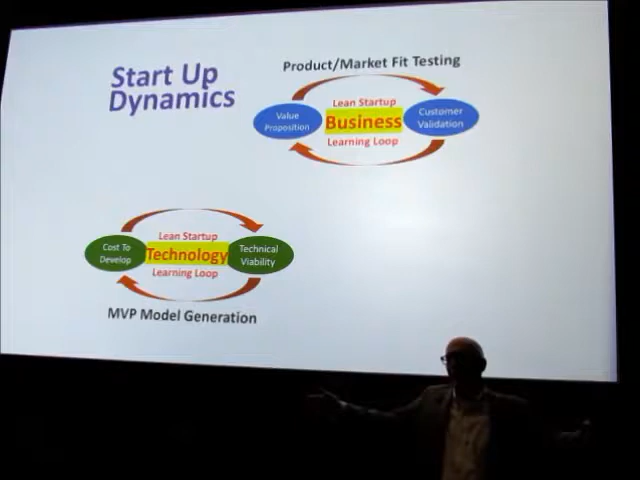 Start Up
Dynamics
Product/Market Fit Testing
Lean Startup
Value
Proposition
Business
Customer
Validation
Learning Loop
Lean Startup
Cost To
Develop
Technology
Technical
Viability
Learning Loop
MVP Model Generation